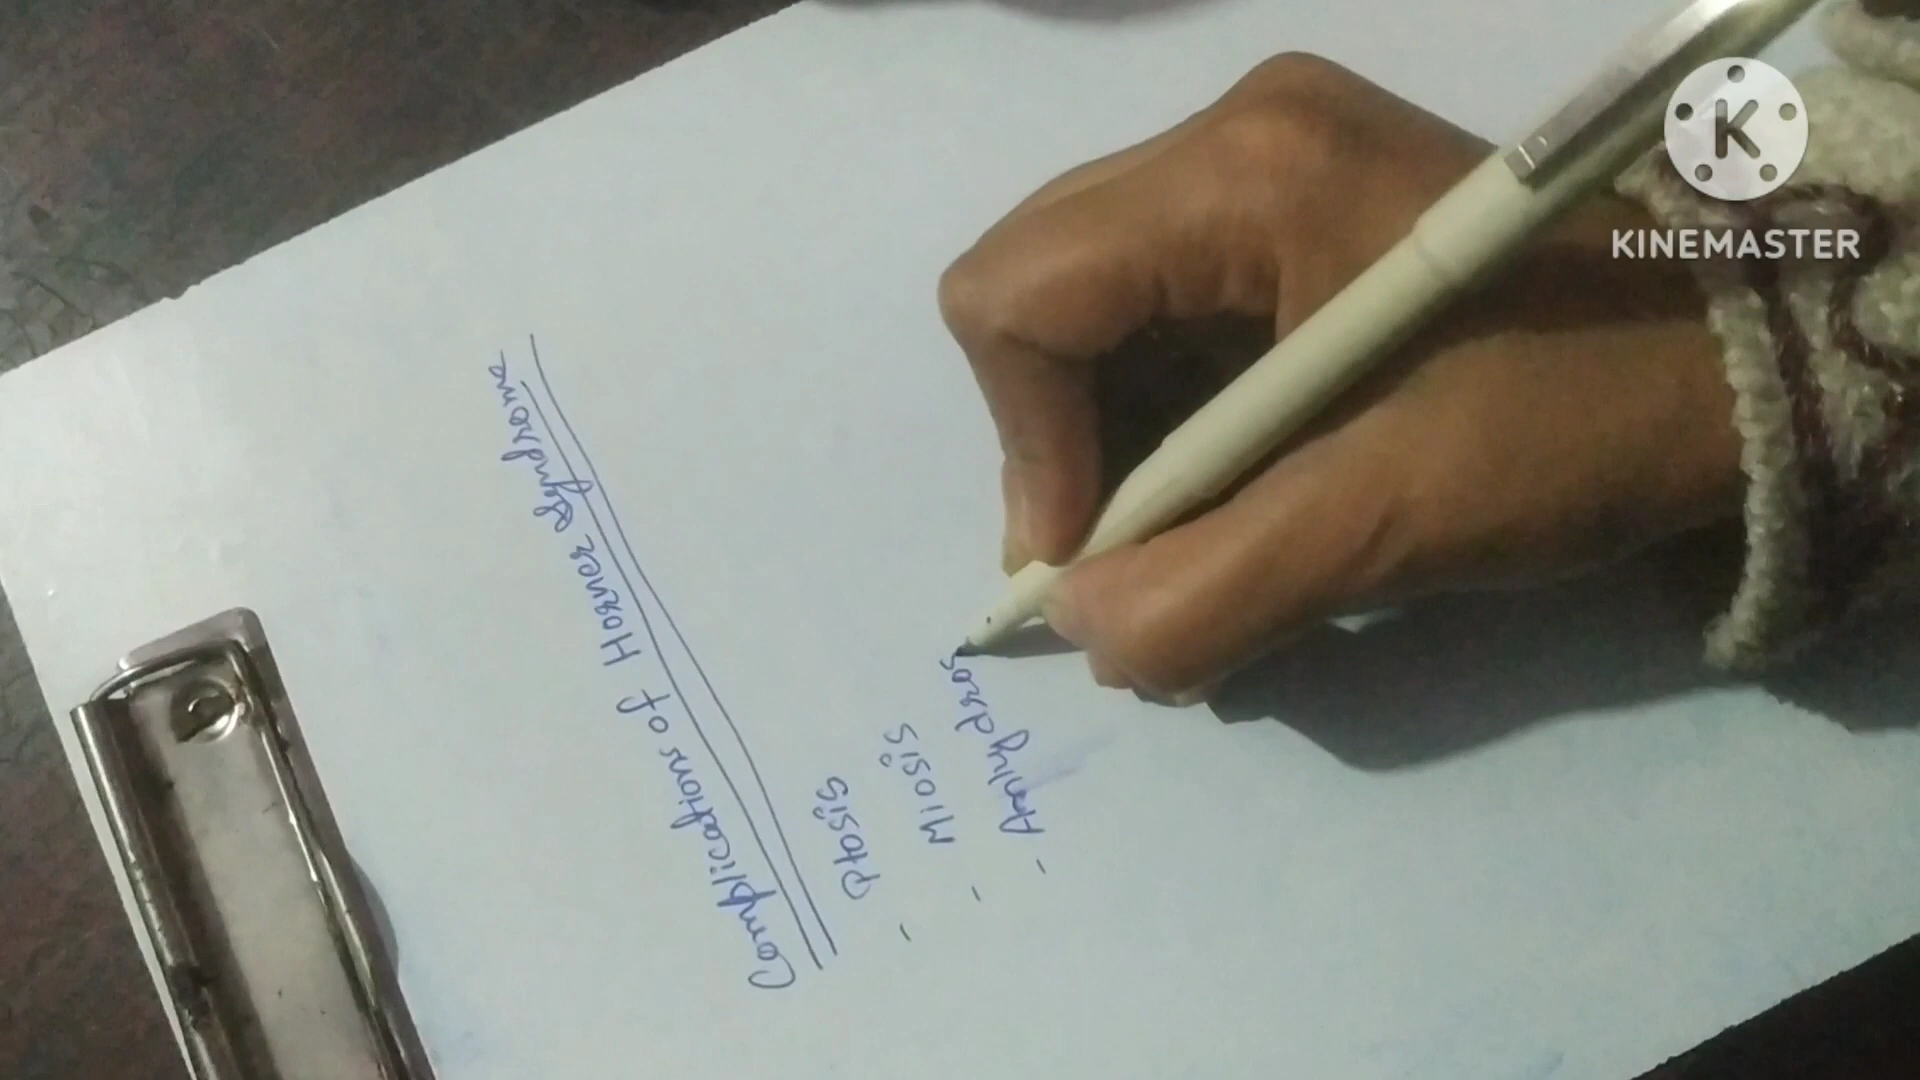 Complications of Horner syndrome
- Ptosis
- Miosis
- Anhydros
KINEMASTER